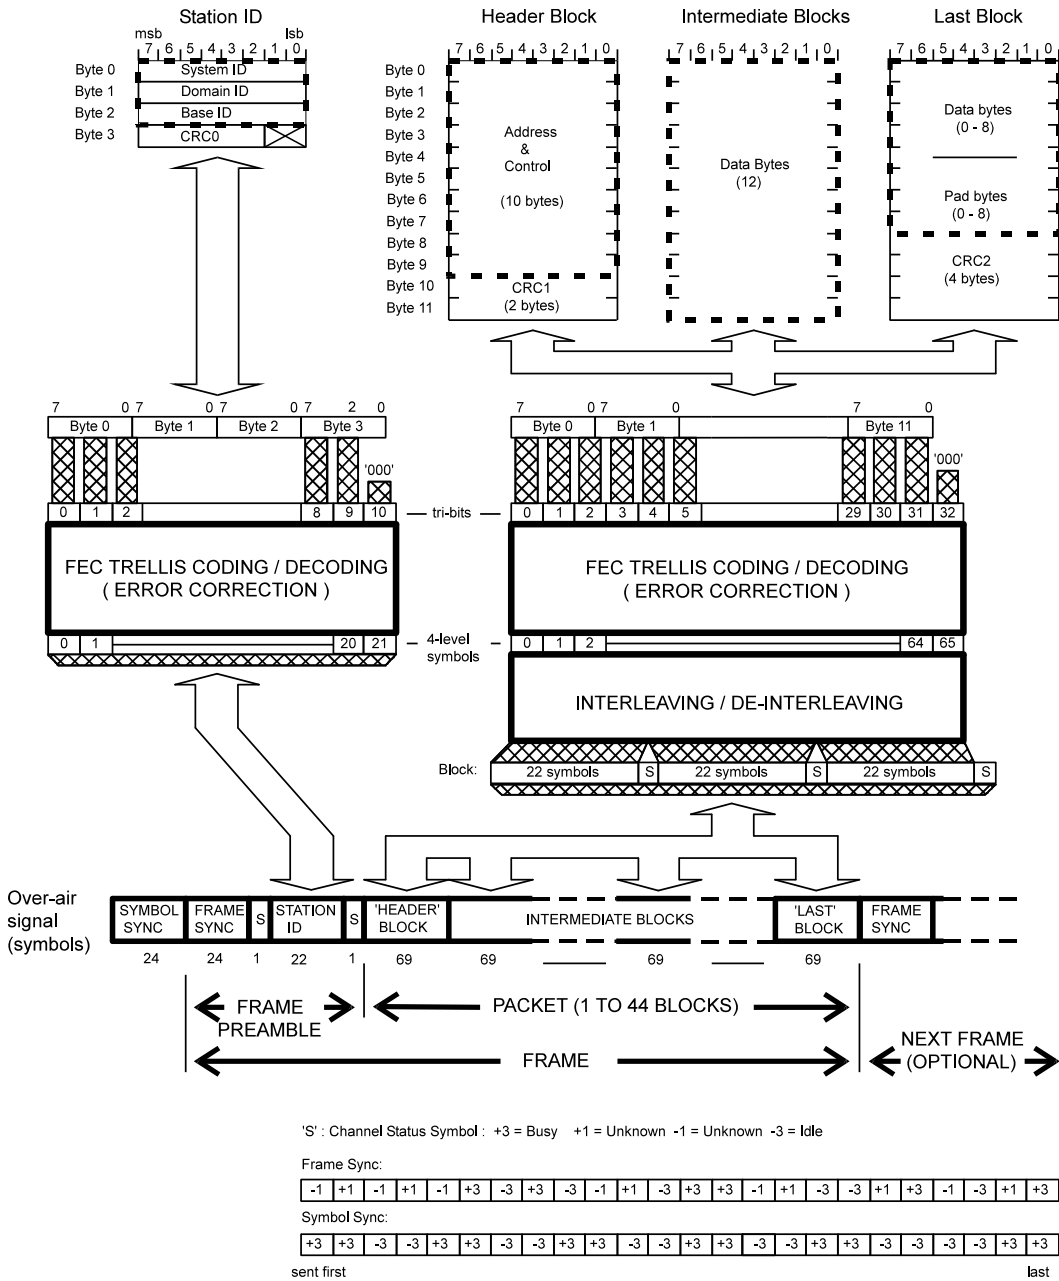 Station ID
Header Block
Intermediate Blocks
Last Block
msb lsb
7 6 5 4 3 2 1 0
7 6 5 4 3 2 1 0
7 6 5 4 3 2 1 0
7 6 5 4 3 2 1 0
Byte 0 System ID
Byte 1 Domain ID
Byte 2 Base ID
Byte 3 CRC0
Byte 0
Byte 1
Byte 2
Byte 3
Byte 4
Byte 5
Byte 6
Byte 7
Byte 8
Byte 9
Byte 10
Byte 11
Address
&
Control
(10 bytes)
CRC1
(2 bytes)
Data Bytes
(12)
Data bytes
(0 - 8)
Pad bytes
(0 - 8)
CRC2
(4 bytes)
7 0 7 0 7 0 7 2 0
Byte 0 Byte 1 Byte 2 Byte 3
'000'
0 1 2 8 9 10
tri-bits
7 0 7 0 7 0
Byte 0 Byte 1 Byte 11
'000'
0 1 2 3 4 5 29 30 31 32
FEC TRELLIS CODING / DECODING
( ERROR CORRECTION )
FEC TRELLIS CODING / DECODING
( ERROR CORRECTION )
0 1 20 21
4-level
symbols
0 1 2 64 65
INTERLEAVING / DE-INTERLEAVING
Block: 22 symbols S 22 symbols S 22 symbols S
Over-air
signal
(symbols)
SYMBOL
SYNC
FRAME
SYNC
S
STATION
ID
S
'HEADER'
BLOCK
INTERMEDIATE BLOCKS
'LAST'
BLOCK
FRAME
SYNC
24 24 1 22 1 69 69 69 69
FRAME
PREAMBLE
PACKET (1 TO 44 BLOCKS)
FRAME
NEXT FRAME
(OPTIONAL)
'S' : Channel Status Symbol : +3 = Busy +1 = Unknown -1 = Unknown -3 = Idle
Frame Sync:
-1 +1 -1 +1 -1 +3 -3 +3 -3 -1 +1 -3 +3 +3 -1 +1 -3 -3 +1 +3 -1 -3 +1 +3
Symbol Sync:
+3 +3 -3 -3 +3 +3 -3 -3 +3 +3 -3 -3 +3 +3 -3 -3 +3 +3 -3 -3 +3 +3 -3 -3 +3 +3
sent first last